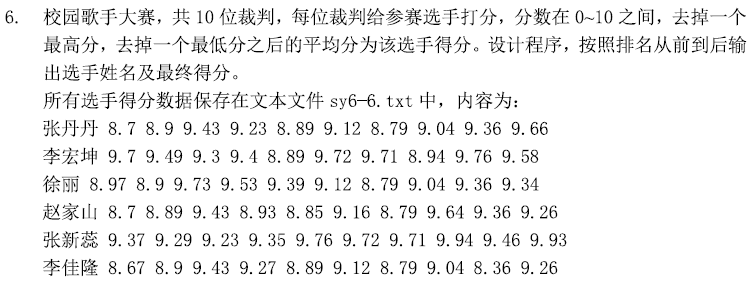 6. 校园歌手大赛，共 10 位裁判，每位裁判给参赛选手打分，分数在 0~10 之间，去掉一个
最高分，去掉一个最低分之后的平均分为该选手得分。设计程序，按照排名从前到后输
出选手姓名及最终得分。
所有选手得分数据保存在文本文件 sy6-6.txt 中，内容为：
张丹丹 8.7 8.9 9.43 9.23 8.89 9.12 8.79 9.04 9.36 9.66
李宏坤 9.7 9.49 9.3 9.4 8.89 9.72 9.71 8.94 9.76 9.58
徐丽 8.97 8.9 9.73 9.53 9.39 9.12 8.79 9.04 9.36 9.34
赵家山 8.7 8.89 9.43 8.93 8.85 9.16 8.79 9.64 9.36 9.26
张新蕊 9.37 9.29 9.23 9.35 9.76 9.72 9.71 9.94 9.46 9.93
李佳隆 8.67 8.9 9.43 9.27 8.89 9.12 8.79 9.04 8.36 9.26